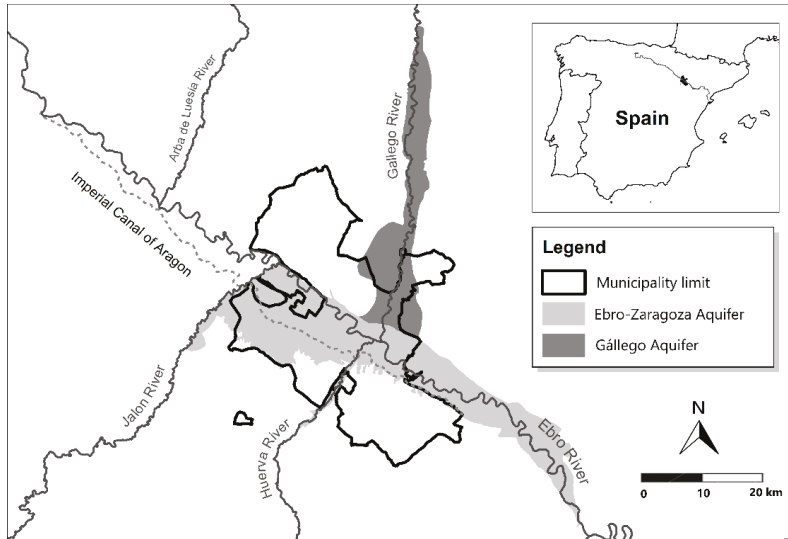 Arba de Luesia River
Gallego River
Imperial Canal of Aragon
Jalon River
Huerva River
Ebro River
Spain
Legend
Municipality limit
Ebro-Zaragoza Aquifer
Gállego Aquifer
N
0 10 20 km